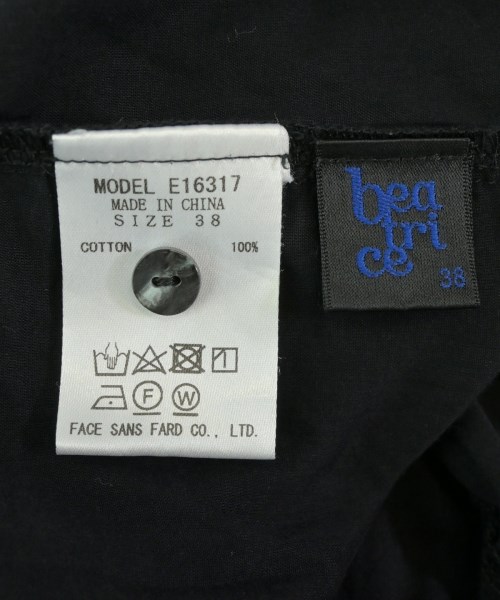 MODEL E16317
MADE IN CHINA
SIZE 38
COTTON 100%
F W
FACE SANS FARD CO., LTD.
bea
tri
ce
38